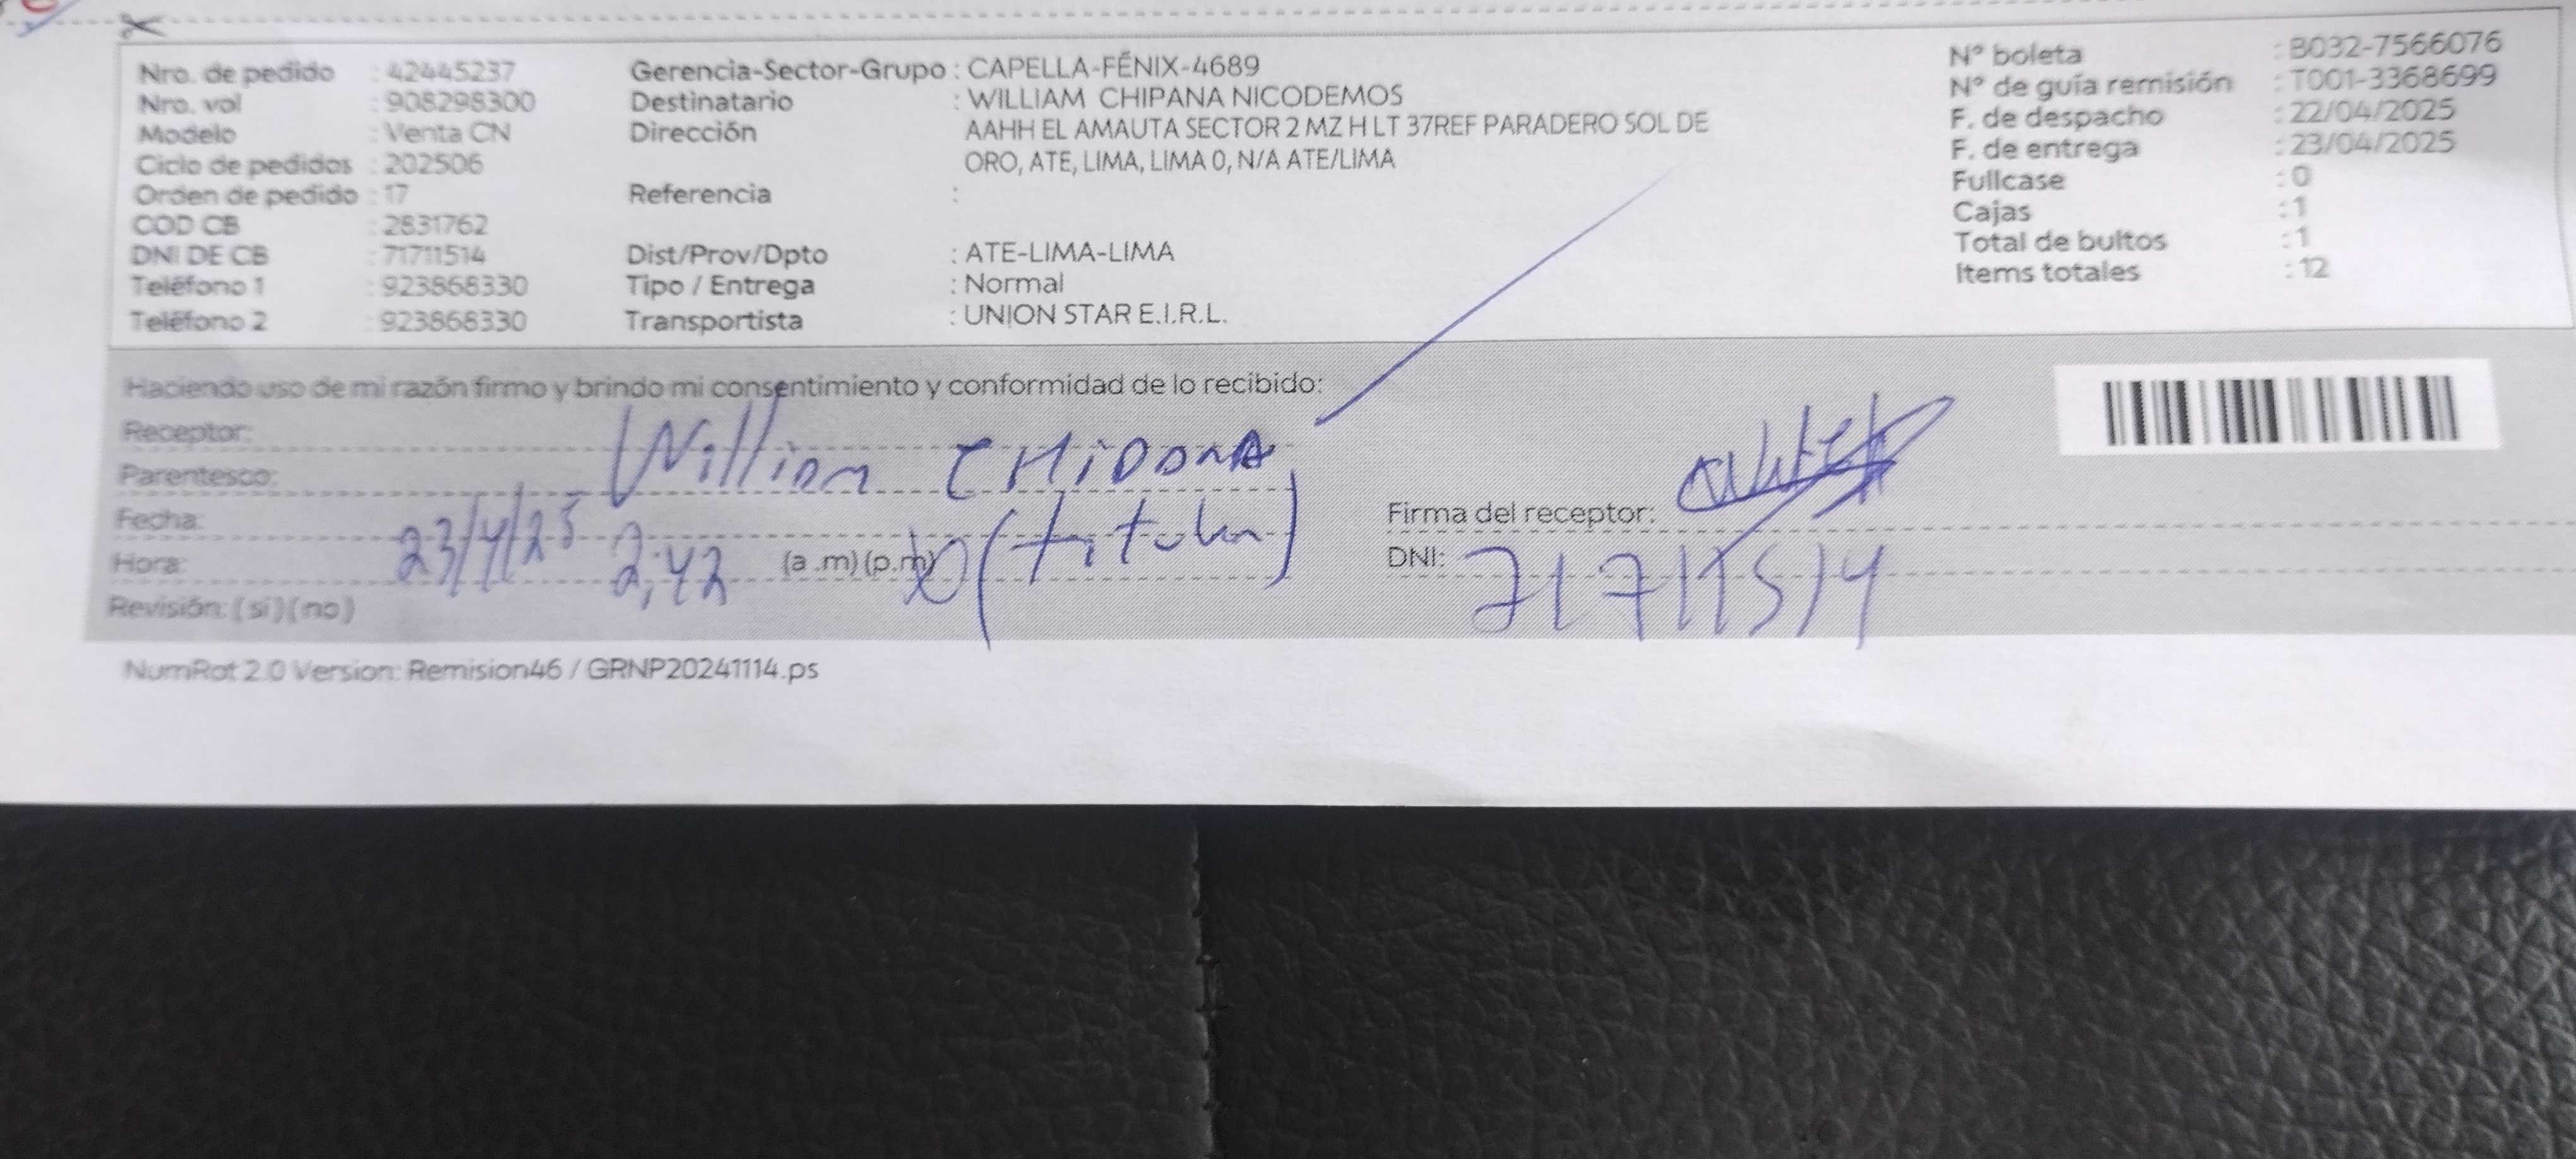 Nro. de pedido : 42445237 Gerencia-Sector-Grupo : CAPELLA-FÉNIX-4689 N° boleta : B032-7566076
Nro. vol : 908298300 Destinatario : WILLIAM CHIPANA NICODEMOS N° de guía remisión : T001-3368699
Modelo : Venta CN Dirección AAHH EL AMAUTA SECTOR 2 MZ H LT 37REF PARADERO SOL DE F. de despacho : 22/04/2025
Ciclo de pedidos : 202506 ORO, ATE, LIMA, LIMA 0, N/A ATE/LIMA F. de entrega : 23/04/2025
Orden de pedido : 17 Referencia : Fullcase : 0
COD CB : 2831762 Cajas : 1
DNI DE CB : 71711514 Dist/Prov/Dpto : ATE-LIMA-LIMA Total de bultos : 1
Teléfono 1 : 923868330 Tipo / Entrega : Normal Items totales : 12
Teléfono 2 : 923868330 Transportista : UNION STAR E.I.R.L.
Haciendo uso de mi razón firmo y brindo mi consentimiento y conformidad de lo recibido:
Receptor: Willian CHipana
Parentesco: (titular)
Fecha: 23/4/25 Firma del receptor:
Hora: 2,42 (a .m) (p.m) DNI: 71711514
Revisión: ( si ) ( no )
NumRot 2.0 Version: Remision46 / GRNP20241114.ps